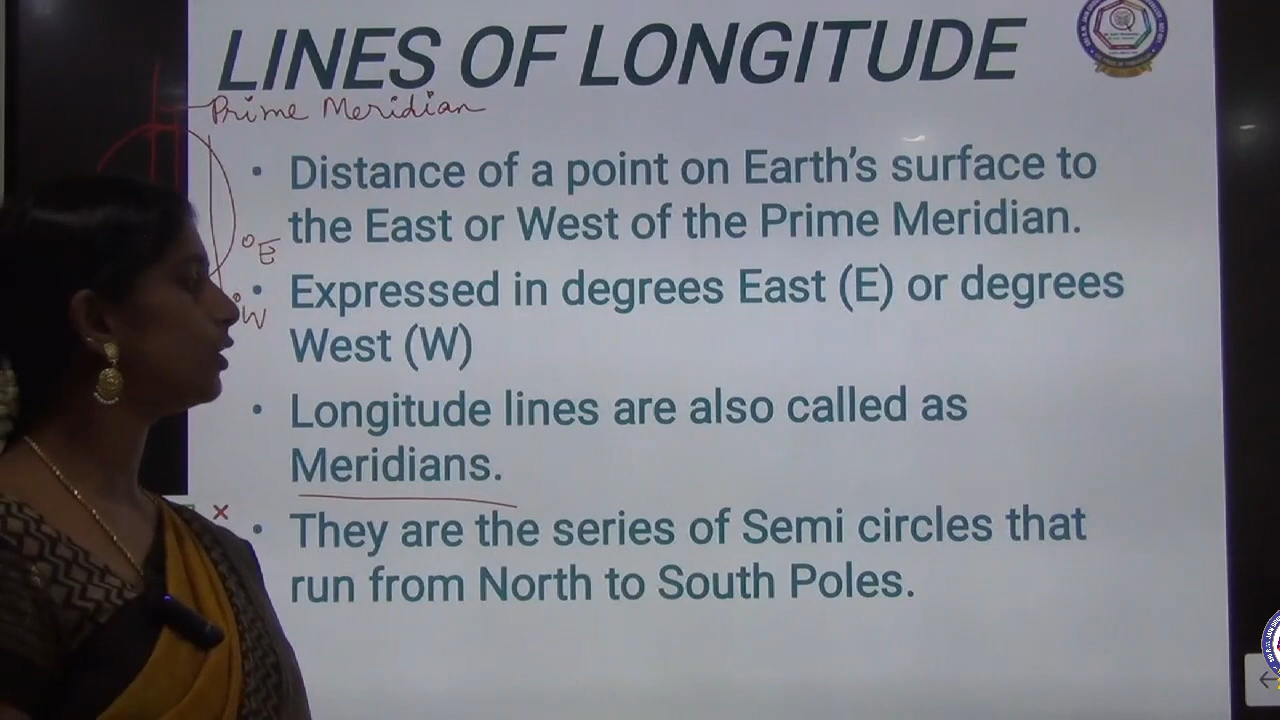 LINES OF LONGITUDE
Prime Meridian
• Distance of a point on Earth's surface to
the East or West of the Prime Meridian.
°E
• Expressed in degrees East (E) or degrees
°W
West (W)
• Longitude lines are also called as
Meridians.
• They are the series of Semi circles that
run from North to South Poles.